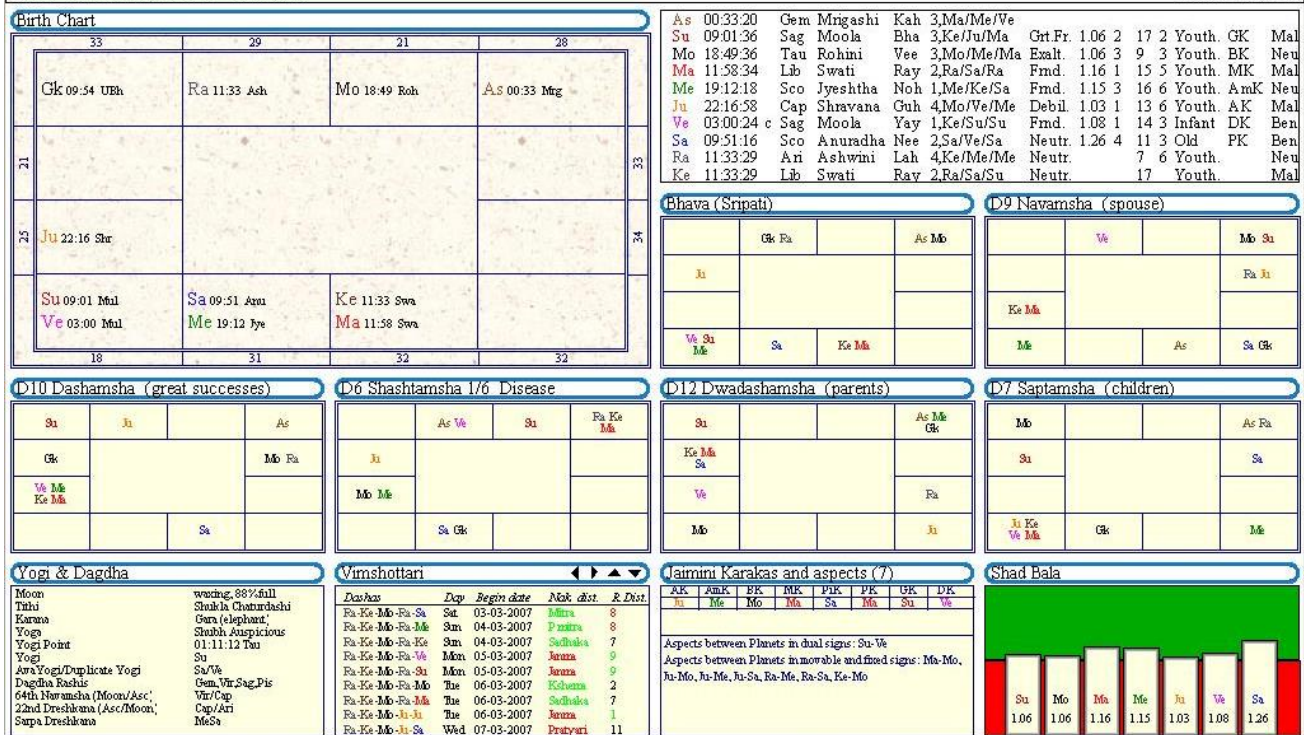 Birth Chart
33 29 21 28
Gk 09:54 UBh Ra 11:33 Ash Mo 18:49 Roh As 00:33 Mrg
21 33
25 Ju 22:16 Shr 34
Su 09:01 Mul Sa 09:51 Anu Ke 11:33 Swa
Ve 03:00 Mul Me 19:12 Jye Ma 11:58 Swa
18 31 32 32
As 00:33:20 Gem Mrigashi Kah 3,Ma/Me/Ve
Su 09:01:36 Sag Moola Bha 3,Ke/Ju/Ma Grt.Fr. 1.06 2 17 2 Youth. GK Mal
Mo 18:49:36 Tau Rohini Vee 3,Mo/Me/Ma Exalt. 1.06 3 9 3 Youth. BK Neu
Ma 11:58:34 Lib Swati Ray 2,Ra/Sa/Ra Frnd. 1.16 1 15 5 Youth. MK Mal
Me 19:12:18 Sco Jyeshtha Noh 1,Me/Ke/Sa Frnd. 1.15 3 16 6 Youth. AmK Neu
Ju 22:16:58 Cap Shravana Guh 4,Mo/Ve/Me Debil. 1.03 1 13 6 Youth. AK Mal
Ve 03:00:24 c Sag Moola Yay 1,Ke/Su/Su Frnd. 1.08 1 14 3 Infant DK Ben
Sa 09:51:16 Sco Anuradha Nee 2,Sa/Ve/Sa Neutr. 1.26 4 11 3 Old PK Ben
Ra 11:33:29 Ari Ashwini Lah 4,Ke/Me/Me Neutr. 7 6 Youth. Neu
Ke 11:33:29 Lib Swati Ray 2,Ra/Sa/Su Neutr. 17 Youth. Mal
Bhava (Sripati)
Gk Ra As Mo
Ju
Ve Su Me Sa Ke Ma
D9 Navamsha (spouse)
Ve Mo Su
Ra Ju
Ke Ma
Me As Sa Gk
D10 Dashamsha (great successes)
Su Ju As
Gk Mo Ra
Ve Me
Ke Ma
Sa
D6 Shashtamsha 1/6 Disease
As Ve Su Ra Ke Ma
Ju
Mo Me
Sa Gk
D12 Dwadashamsha (parents)
Su As Me Gk
Ke Ma Sa
Ve Ra
Mo Ju
D7 Saptamsha (children)
Mo As Ra
Su Sa
Ju Ke
Ve Ma Gk Me
Yogi & Dagdha
Moon waxing, 88% full
Tithi Shukla Chaturdashi
Karana Gara (elephant)
Yoga Shubh Auspicious
Yogi Point 01:11:12 Tau
Yogi Su
AvaYogi/Duplicate Yogi Sa/Ve
Dagdha Rashis Gem,Vir,Sag,Pis
64th Navamsha (Moon/Asc) Vir/Cap
22nd Dreshkana (Asc/Moon) Cap/Ari
Sarpa Dreshkana MeSa
Vimshottari
Dashas Day Begin date Nak. dist. R. Dist.
Ra-Ke-Mo-Ra-Sa Sat 03-03-2007 Mitra 8
Ra-Ke-Mo-Ra-Me Sun 04-03-2007 P.mitra 8
Ra-Ke-Mo-Ra-Ke Sun 04-03-2007 Sadhaka 7
Ra-Ke-Mo-Ra-Ve Mon 05-03-2007 Janma 9
Ra-Ke-Mo-Ra-Su Mon 05-03-2007 Janma 9
Ra-Ke-Mo-Ra-Mo Tue 06-03-2007 Kshema 2
Ra-Ke-Mo-Ra-Ma Tue 06-03-2007 Sadhaka 7
Ra-Ke-Mo-Ju-Ju Tue 06-03-2007 Janma 1
Ra-Ke-Mo-Ju-Sa Wed 07-03-2007 Pratyari 11
Jaimini Karakas and aspects (7)
AK AmK BK MK PiK PK GK DK
Ju Me Mo Ma Sa Ma Su Ve
Aspects between Planets in dual signs: Su-Ve
Aspects between Planets in movable and fixed signs: Ma-Mo,
Ju-Mo, Ju-Me, Ju-Sa, Ra-Me, Ra-Sa, Ke-Mo
Shad Bala
Su Mo Ma Me Ju Ve Sa
1.06 1.06 1.16 1.15 1.03 1.08 1.26